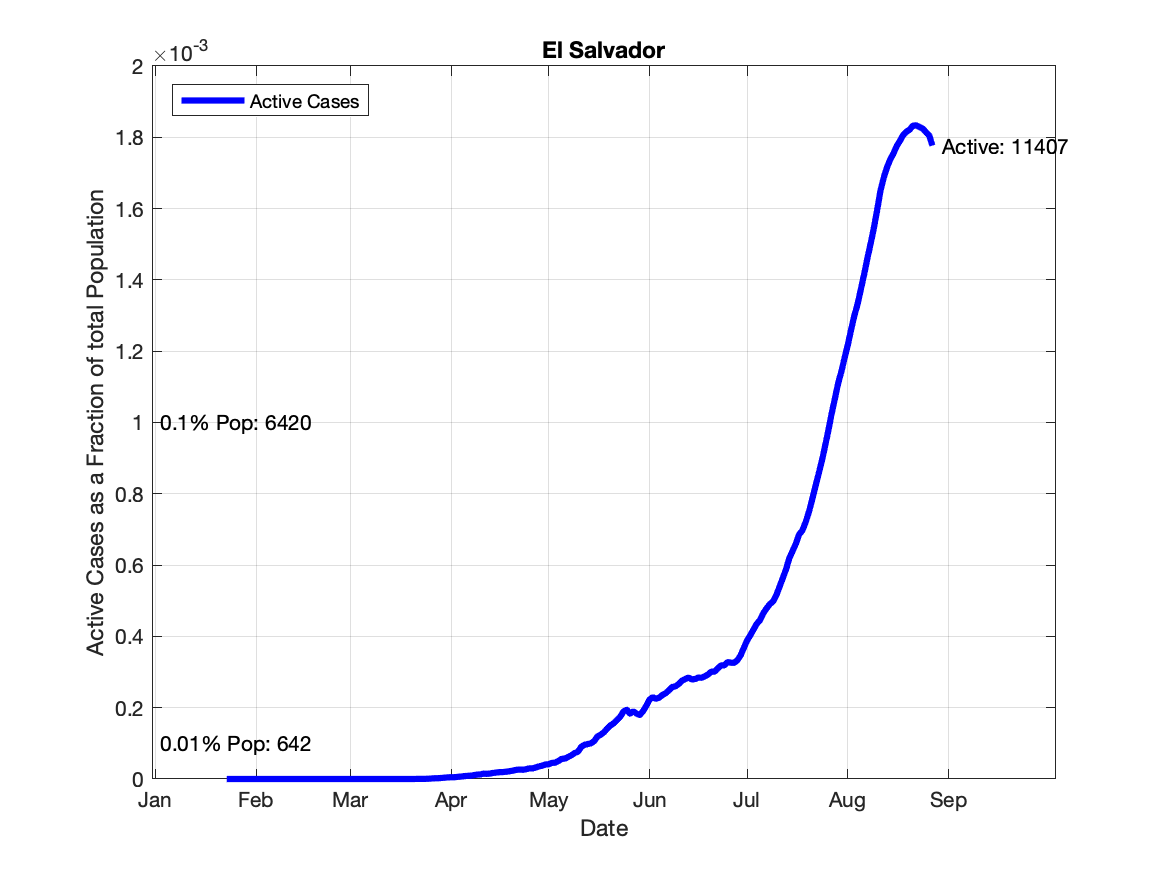 El Salvador
×10-3
Active Cases
2
1.8
1.6
1.4
1.2
1
0.8
0.6
0.4
0.2
0
Active Cases as a Fraction of total Population
Active: 11407
0.1% Pop: 6420
0.01% Pop: 642
Jan Feb Mar Apr May Jun Jul Aug Sep
Date